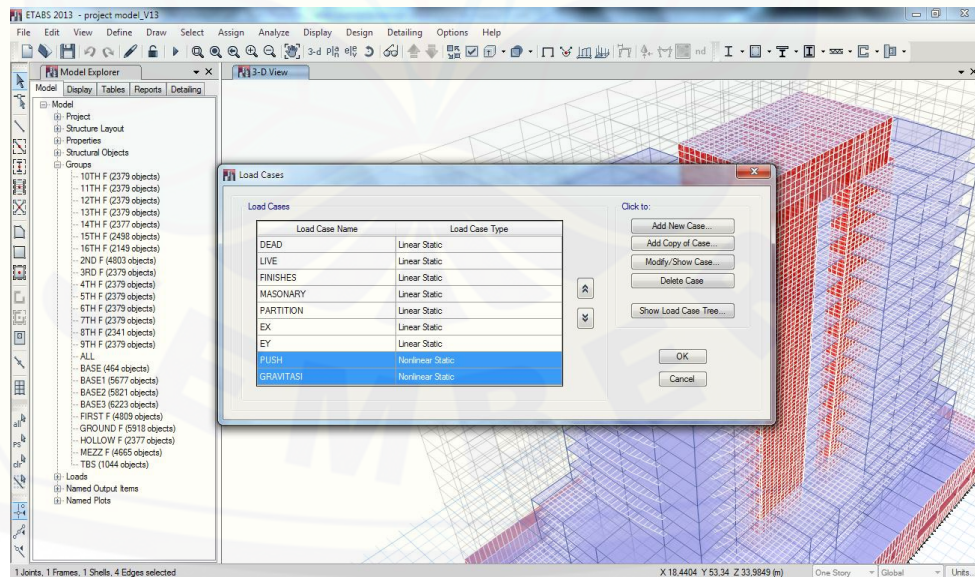 ETABS 2013 - project model_V13
File Edit View Define Draw Select Assign Analyze Display Design Detailing Options Help
3-d
nd
Model Explorer
3-D View
Model Display Tables Reports Detailing
Model
Project
Structure Layout
Properties
Structural Objects
Groups
10TH F (2379 objects)
11TH F (2379 objects)
12TH F (2379 objects)
13TH F (2379 objects)
14TH F (2377 objects)
15TH F (2498 objects)
16TH F (2149 objects)
2ND F (4803 objects)
3RD F (2379 objects)
4TH F (2379 objects)
5TH F (2379 objects)
6TH F (2379 objects)
7TH F (2379 objects)
8TH F (2341 objects)
9TH F (2379 objects)
ALL
BASE (464 objects)
BASE1 (5677 objects)
BASE2 (5821 objects)
BASE3 (6223 objects)
FIRST F (4809 objects)
GROUND F (5918 objects)
HOLLOW F (2377 objects)
MEZZ F (4665 objects)
TBS (1044 objects)
Loads
Named Output Items
Named Plots
all
ps
clr
Load Cases
Load Cases
Click to:
Load Case Name Load Case Type
DEAD Linear Static
LIVE Linear Static
FINISHES Linear Static
MASONARY Linear Static
PARTITION Linear Static
EX Linear Static
EY Linear Static
PUSH Nonlinear Static
GRAVITASI Nonlinear Static
Add New Case...
Add Copy of Case...
Modify/Show Case...
Delete Case
Show Load Case Tree...
OK
Cancel
1 Joints, 1 Frames, 1 Shells, 4 Edges selected
X 18,4404 Y 53,34 Z 33,9849 (m)
One Story
Global
Units...